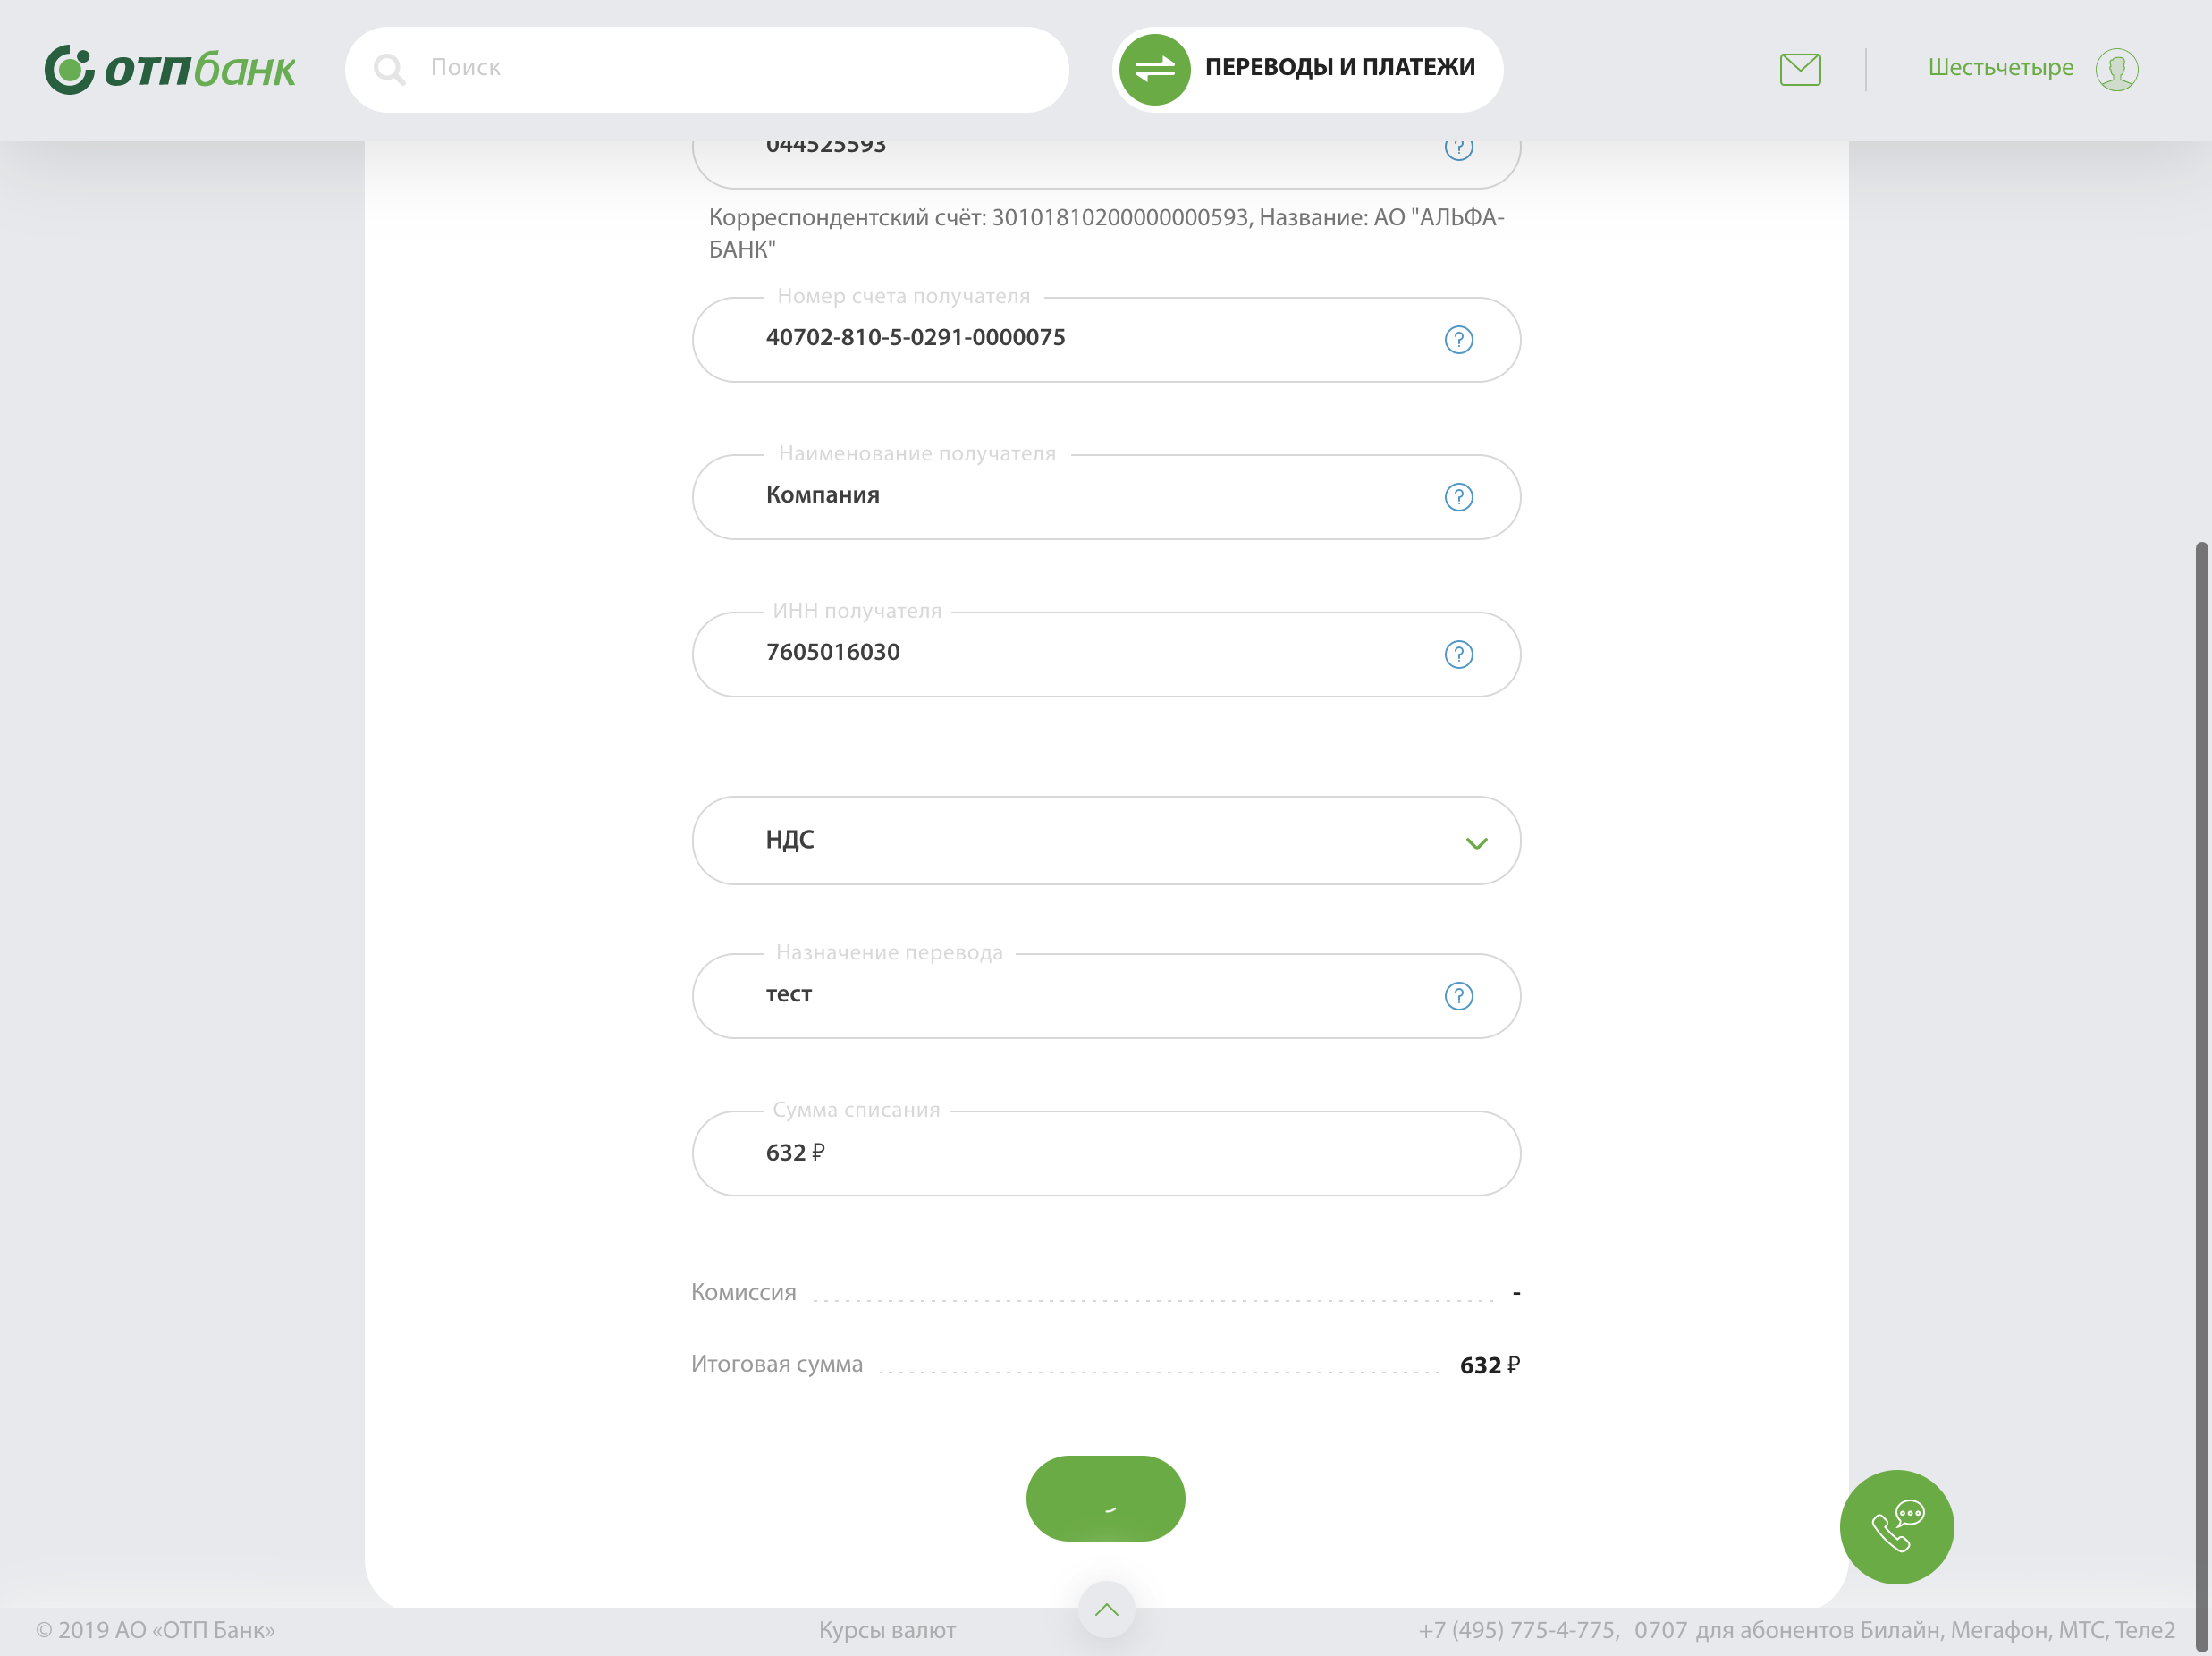 отпбанк
Поиск
ПЕРЕВОДЫ И ПЛАТЕЖИ
Шестьчетыре
044525593
Корреспондентский счёт: 30101810200000000593, Название: АО "АЛЬФА-
БАНК"
Номер счета получателя
40702-810-5-0291-0000075
Наименование получателя
Компания
ИНН получателя
7605016030
НДС
Назначение перевода
тест
Сумма списания
632 ₽
Комиссия -
Итоговая сумма 632 ₽
© 2019 АО «ОТП Банк»
Курсы валют
+7 (495) 775-4-775, 0707 для абонентов Билайн, Мегафон, МТС, Теле2